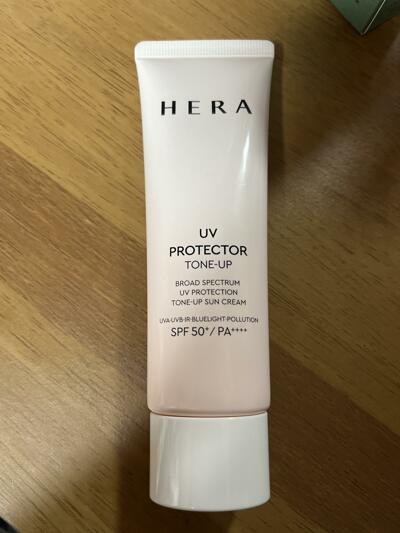 HERA
UV
PROTECTOR
TONE-UP
BROAD SPECTRUM
UV PROTECTION
TONE-UP SUN CREAM
UVA·UVB·IR·BLUELIGHT·POLLUTION
SPF 50⁺/ PA⁺⁺⁺⁺